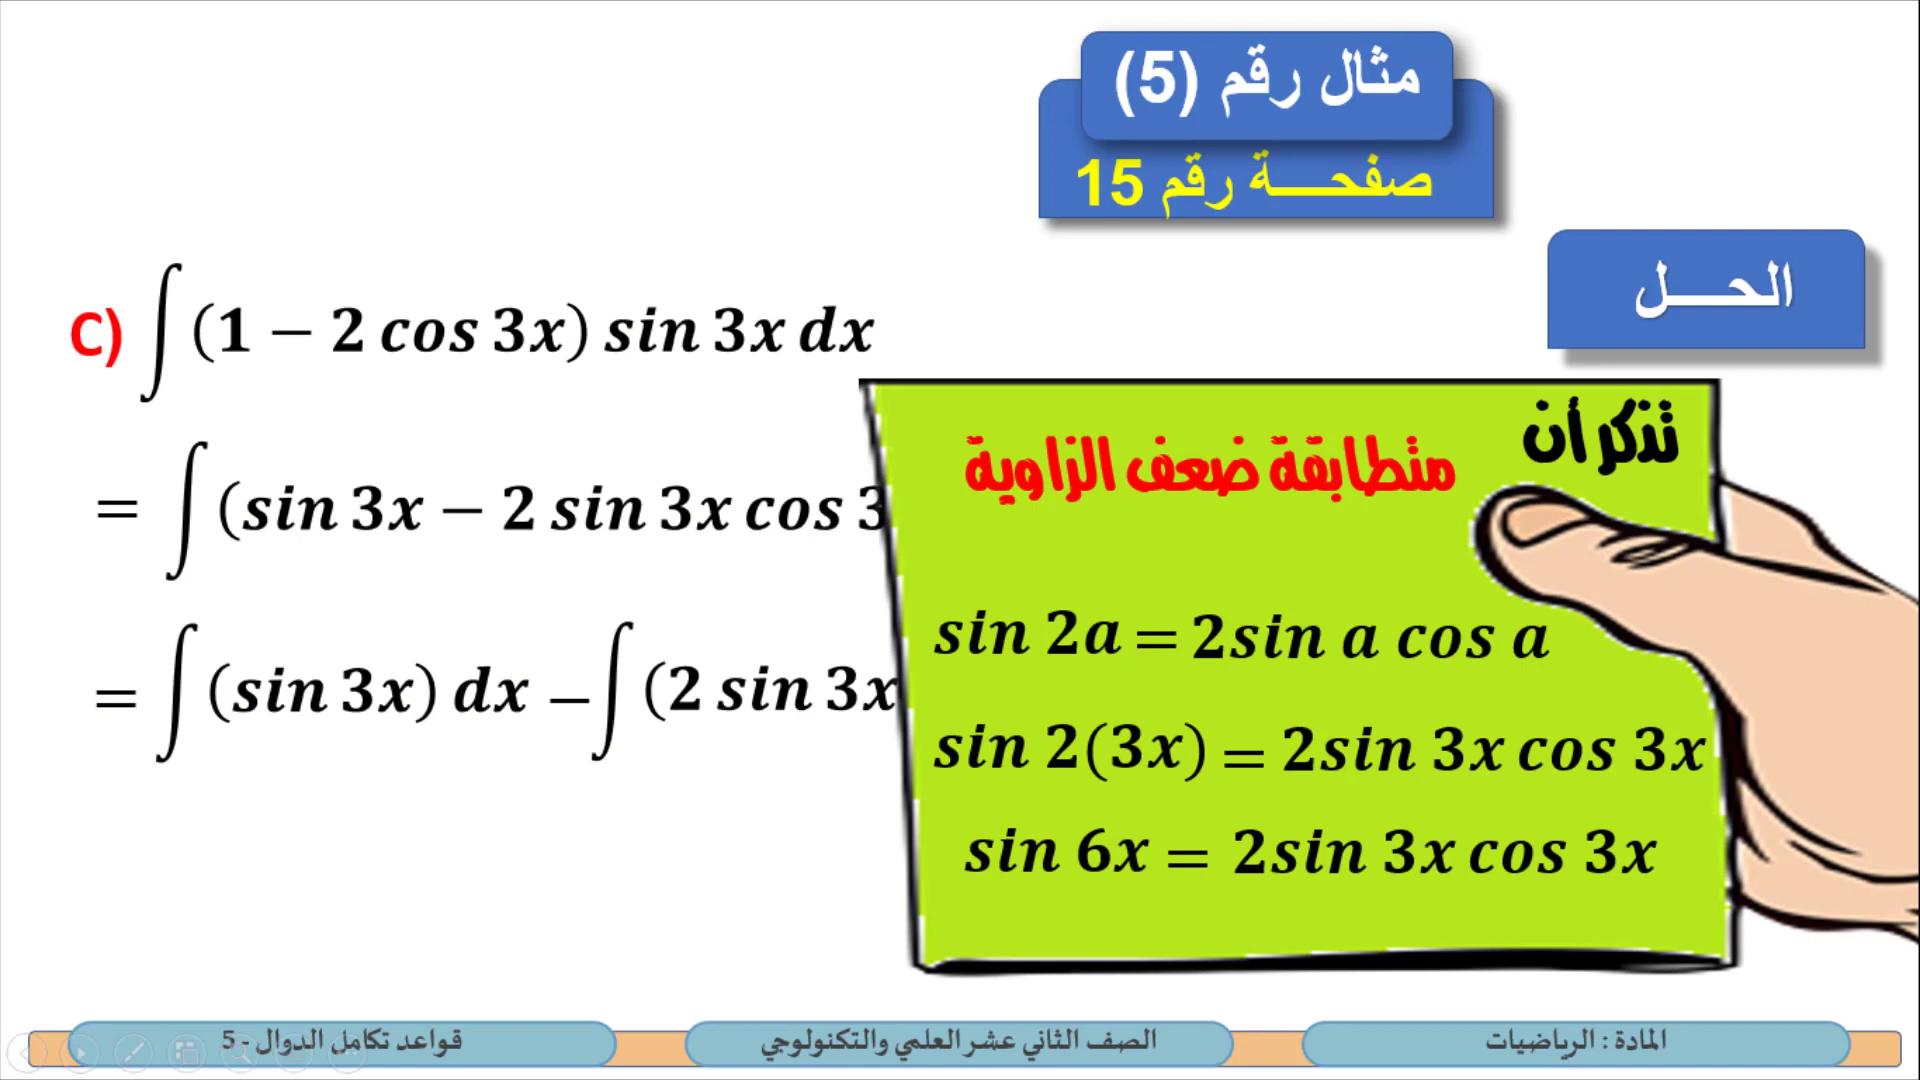 مثال رقم (5)
صفحـــــة رقم 15
الحـــــل
C) ∫ (1 − 2 cos 3x) sin 3x dx
= ∫ (sin 3x − 2 sin 3x cos 3
= ∫ (sin 3x) dx − ∫ (2 sin 3x
تذكر أن
متطابقة ضعف الزاوية
sin 2a = 2sin a cos a
sin 2(3x) = 2sin 3x cos 3x
sin 6x = 2sin 3x cos 3x
المادة : الرياضيات
الصف الثاني عشر العلمي والتكنولوجي
قواعد تكامل الدوال - 5